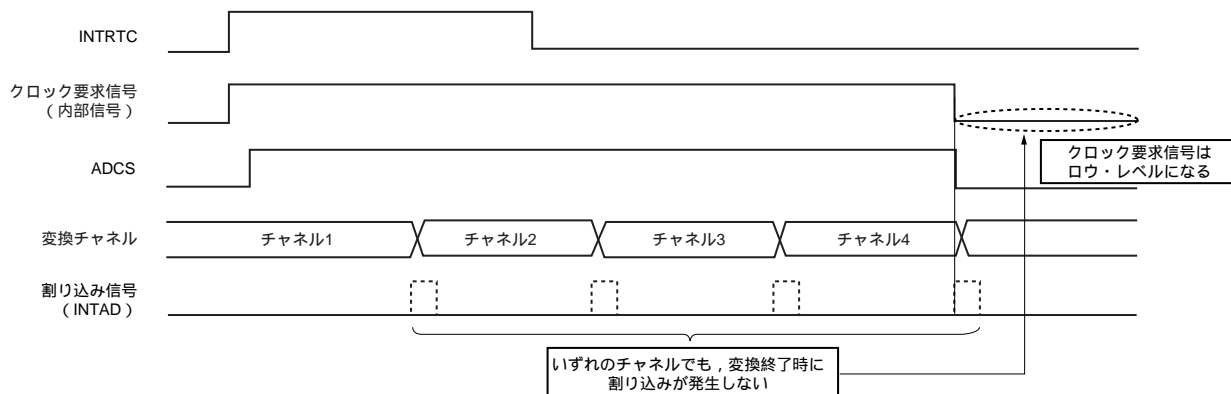 INTRTC
クロック要求信号
（内部信号）
クロック要求信号は
ロウ・レベルになる
ADCS
変換チャネル
チャネル1
チャネル2
チャネル3
チャネル4
割り込み信号
（INTAD）
いずれのチャネルでも，変換終了時に
割り込みが発生しない